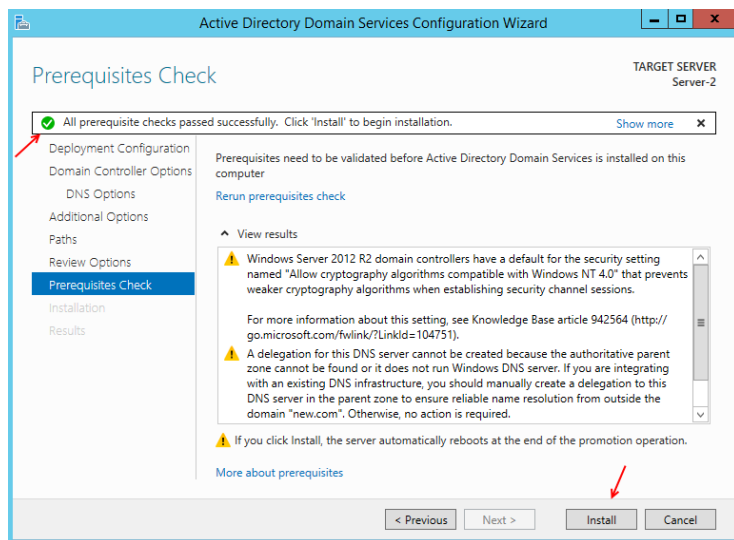 Active Directory Domain Services Configuration Wizard
Prerequisites Check
TARGET SERVER
Server-2
All prerequisite checks passed successfully. Click 'Install' to begin installation.
Show more
Deployment Configuration
Domain Controller Options
DNS Options
Additional Options
Paths
Review Options
Prerequisites Check
Installation
Results
Prerequisites need to be validated before Active Directory Domain Services is installed on this
computer
Rerun prerequisites check
View results
Windows Server 2012 R2 domain controllers have a default for the security setting
named "Allow cryptography algorithms compatible with Windows NT 4.0" that prevents
weaker cryptography algorithms when establishing security channel sessions.
For more information about this setting, see Knowledge Base article 942564 (http://
go.microsoft.com/fwlink/?LinkId=104751).
A delegation for this DNS server cannot be created because the authoritative parent
zone cannot be found or it does not run Windows DNS server. If you are integrating
with an existing DNS infrastructure, you should manually create a delegation to this
DNS server in the parent zone to ensure reliable name resolution from outside the
domain "new.com". Otherwise, no action is required.
If you click Install, the server automatically reboots at the end of the promotion operation.
More about prerequisites
< Previous
Next >
Install
Cancel